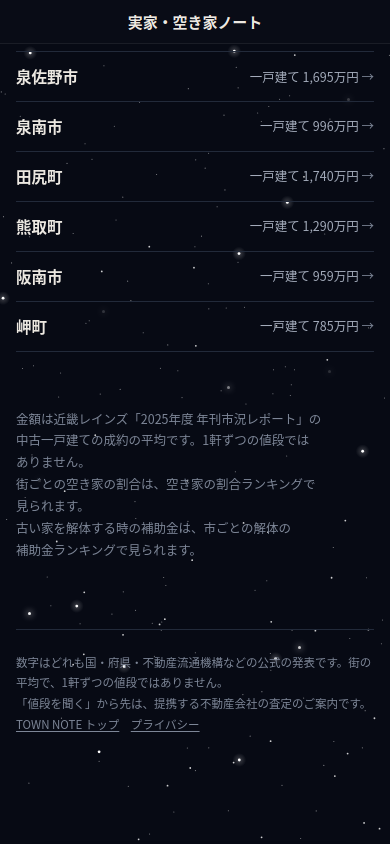 実家・空き家ノート
泉佐野市 一戸建て 1,695万円 →
泉南市 一戸建て 996万円 →
田尻町 一戸建て 1,740万円 →
熊取町 一戸建て 1,290万円 →
阪南市 一戸建て 959万円 →
岬町 一戸建て 785万円 →
金額は近畿レインズ「2025年度 年刊市況レポート」の
中古一戸建ての成約の平均です。1軒ずつの値段では
ありません。
街ごとの空き家の割合は、空き家の割合ランキングで
見られます。
古い家を解体する時の補助金は、市ごとの解体の
補助金ランキングで見られます。
数字はどれも国・府県・不動産流通機構などの公式の発表です。街の
平均で、1軒ずつの値段ではありません。
「値段を聞く」から先は、提携する不動産会社の査定のご案内です。
TOWN NOTE トップ プライバシー